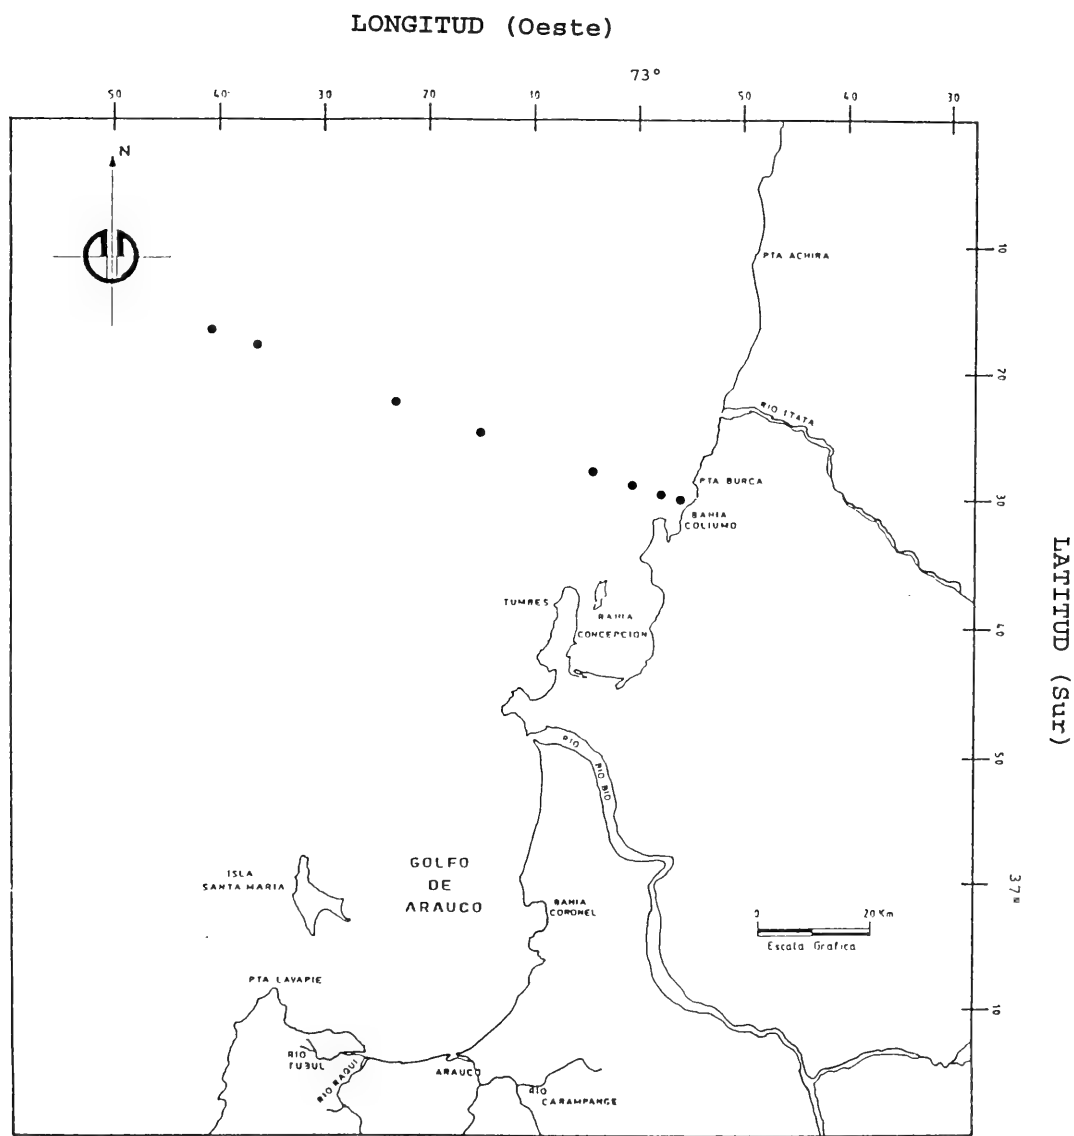 LONGITUD (Oeste)
73°
50 40 30 70 10 50 40 30
N
10
PTA ACHIRA
70
RIO ITATA
PTA BURCA
30
BAHIA
COLIUMO
TUMBES
BAHIA
CONCEPCION
40
LATITUD (Sur)
50
RIO
BIO BIO
GOLFO
DE
ARAUCO
ISLA
SANTA MARIA
37°
BAHIA
CORONEL
0 20 Km
Escala Grafica
PTA LAVAPIE
10
RIO
TUBUL
RIO RAQUI
ARAUCO
RIO
CARAMPANGE